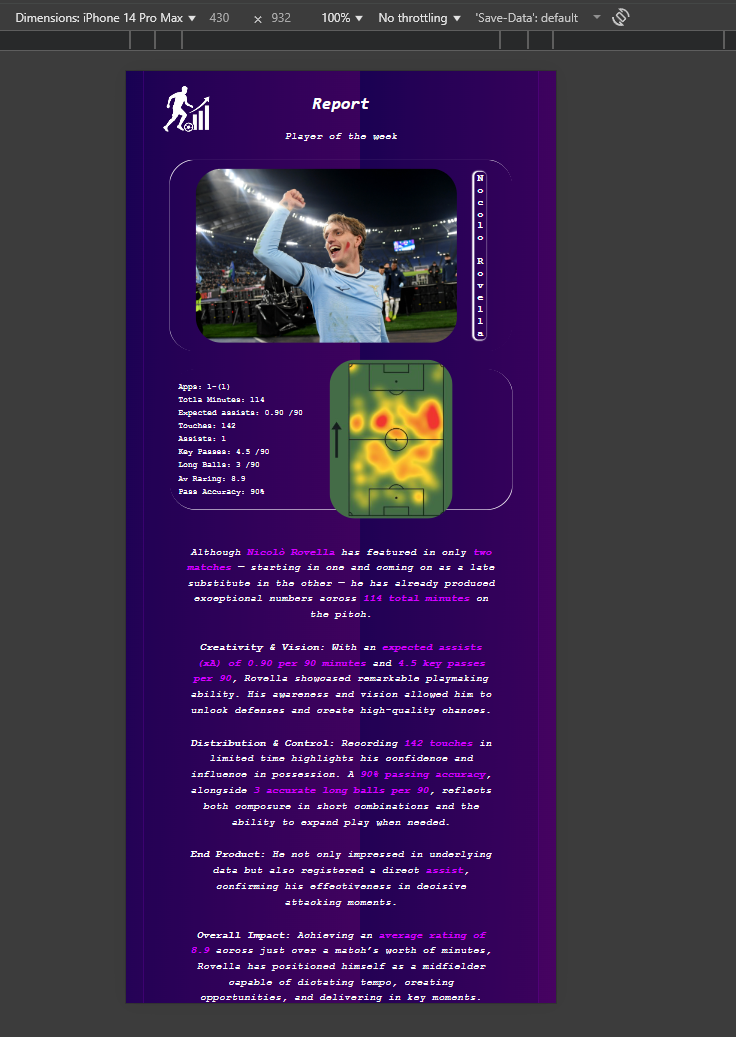 Dimensions: iPhone 14 Pro Max 430 × 932 100% No throttling 'Save-Data': default
Report
Player of the week
Nocolo Rovella
Apps: 1-(1)
Totla Minutes: 114
Expected assists: 0.90 /90
Touches: 142
Assists: 1
Key Passes: 4.5 /90
Long Balls: 3 /90
Av Raring: 8.9
Pass Accuracy: 90%
Although Nicolò Rovella has featured in only two
matches — starting in one and coming on as a late
substitute in the other — he has already produced
exceptional numbers across 114 total minutes on
the pitch.
Creativity & Vision: With an expected assists
(xA) of 0.90 per 90 minutes and 4.5 key passes
per 90, Rovella showcased remarkable playmaking
ability. His awareness and vision allowed him to
unlock defenses and create high-quality chances.
Distribution & Control: Recording 142 touches in
limited time highlights his confidence and
influence in possession. A 90% passing accuracy,
alongside 3 accurate long balls per 90, reflects
both composure in short combinations and the
ability to expand play when needed.
End Product: He not only impressed in underlying
data but also registered a direct assist,
confirming his effectiveness in decisive
attacking moments.
Overall Impact: Achieving an average rating of
8.9 across just over a match’s worth of minutes,
Rovella has positioned himself as a midfielder
capable of dictating tempo, creating
opportunities, and delivering in key moments.